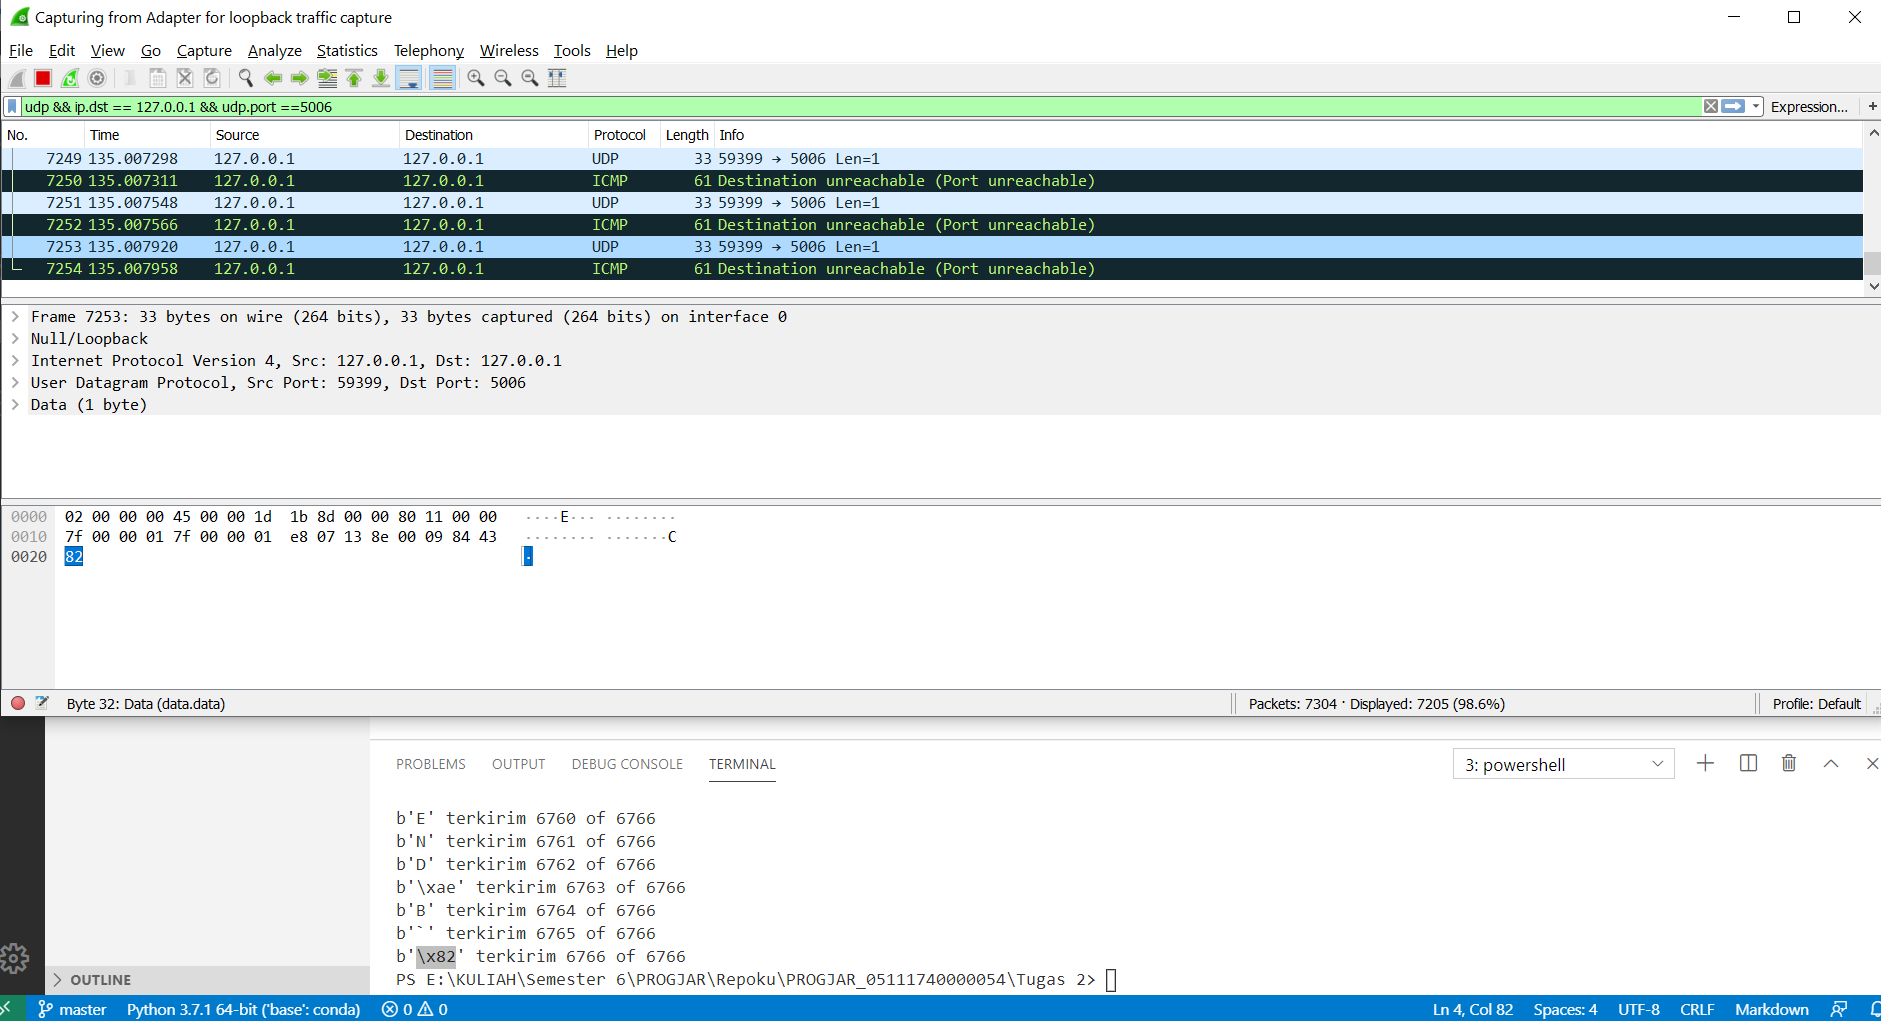 Capturing from Adapter for loopback traffic capture
File Edit View Go Capture Analyze Statistics Telephony Wireless Tools Help
udp && ip.dst == 127.0.0.1 && udp.port ==5006 Expression... +
No. Time Source Destination Protocol Length Info
7249 135.007298 127.0.0.1 127.0.0.1 UDP 33 59399 → 5006 Len=1
7250 135.007311 127.0.0.1 127.0.0.1 ICMP 61 Destination unreachable (Port unreachable)
7251 135.007548 127.0.0.1 127.0.0.1 UDP 33 59399 → 5006 Len=1
7252 135.007566 127.0.0.1 127.0.0.1 ICMP 61 Destination unreachable (Port unreachable)
7253 135.007920 127.0.0.1 127.0.0.1 UDP 33 59399 → 5006 Len=1
7254 135.007958 127.0.0.1 127.0.0.1 ICMP 61 Destination unreachable (Port unreachable)
Frame 7253: 33 bytes on wire (264 bits), 33 bytes captured (264 bits) on interface 0
Null/Loopback
Internet Protocol Version 4, Src: 127.0.0.1, Dst: 127.0.0.1
User Datagram Protocol, Src Port: 59399, Dst Port: 5006
Data (1 byte)
0000 02 00 00 00 45 00 00 1d 1b 8d 00 00 80 11 00 00 ····E··· ········
0010 7f 00 00 01 7f 00 00 01 e8 07 13 8e 00 09 84 43 ········ ·······C
0020 82 ·
Byte 32: Data (data.data) Packets: 7304 · Displayed: 7205 (98.6%) Profile: Default
PROBLEMS OUTPUT DEBUG CONSOLE TERMINAL 3: powershell
b'E' terkirim 6760 of 6766
b'N' terkirim 6761 of 6766
b'D' terkirim 6762 of 6766
b'\xae' terkirim 6763 of 6766
b'B' terkirim 6764 of 6766
b'`' terkirim 6765 of 6766
b'\x82' terkirim 6766 of 6766
PS E:\KULIAH\Semester 6\PROGJAR\Repoku\PROGJAR_05111740000054\Tugas 2>
OUTLINE
master Python 3.7.1 64-bit ('base': conda) 0 0 Ln 4, Col 82 Spaces: 4 UTF-8 CRLF Markdown